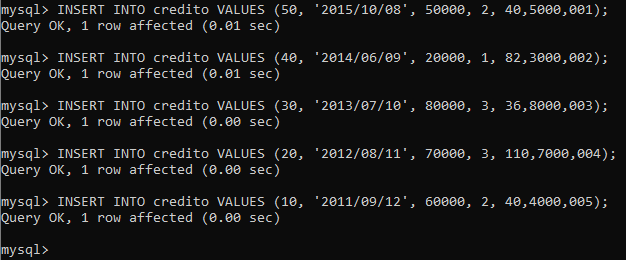 mysql> INSERT INTO credito VALUES (50, '2015/10/08', 50000, 2, 40,5000,001);
Query OK, 1 row affected (0.01 sec)
mysql> INSERT INTO credito VALUES (40, '2014/06/09', 20000, 1, 82,3000,002);
Query OK, 1 row affected (0.01 sec)
mysql> INSERT INTO credito VALUES (30, '2013/07/10', 80000, 3, 36,8000,003);
Query OK, 1 row affected (0.00 sec)
mysql> INSERT INTO credito VALUES (20, '2012/08/11', 70000, 3, 110,7000,004);
Query OK, 1 row affected (0.00 sec)
mysql> INSERT INTO credito VALUES (10, '2011/09/12', 60000, 2, 40,4000,005);
Query OK, 1 row affected (0.00 sec)
mysql>